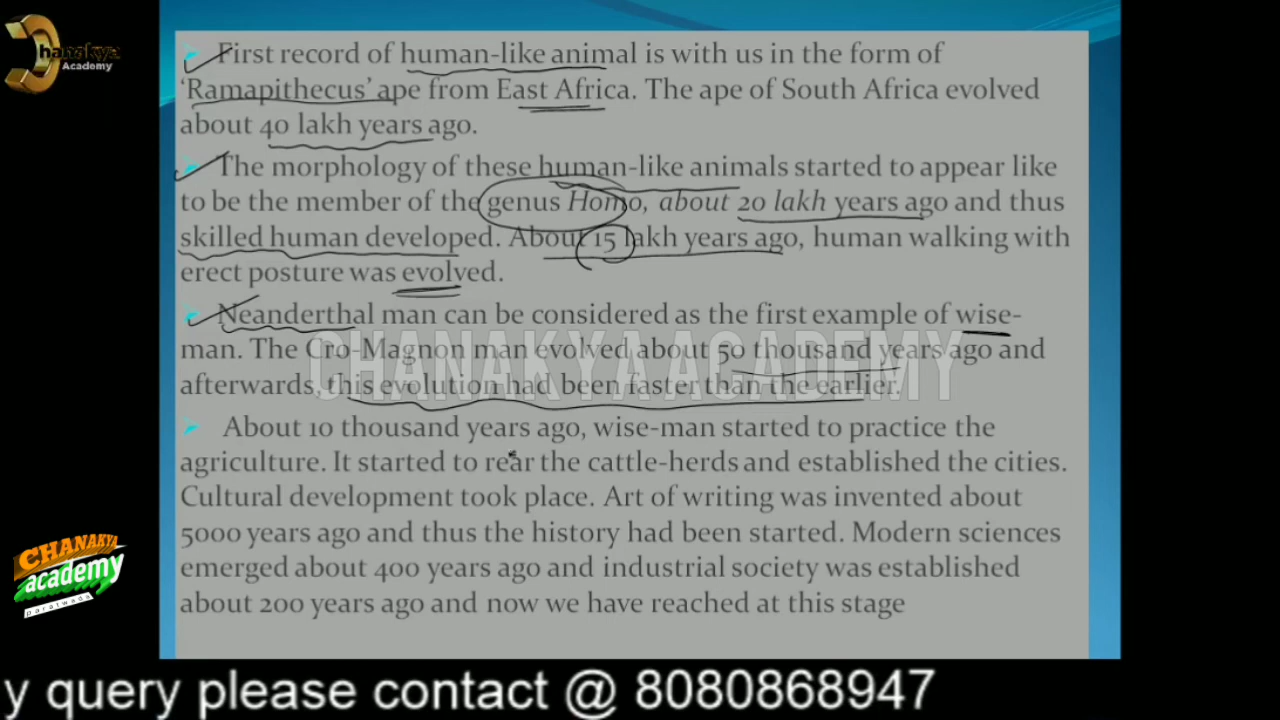 Chanakya
Academy
First record of human-like animal is with us in the form of
‘Ramapithecus’ ape from East Africa. The ape of South Africa evolved
about 40 lakh years ago.
The morphology of these human-like animals started to appear like
to be the member of the genus Homo, about 20 lakh years ago and thus
skilled human developed. About 15 lakh years ago, human walking with
erect posture was evolved.
Neanderthal man can be considered as the first example of wise-
man. The Cro-Magnon man evolved about 50 thousand years ago and
afterwards, this evolution had been faster than the earlier.
CHANAKYA ACADEMY
About 10 thousand years ago, wise-man started to practice the
agriculture. It started to rear the cattle-herds and established the cities.
Cultural development took place. Art of writing was invented about
5000 years ago and thus the history had been started. Modern sciences
emerged about 400 years ago and industrial society was established
about 200 years ago and now we have reached at this stage
CHANAKYA
academy
paratwada
y query please contact @ 8080868947